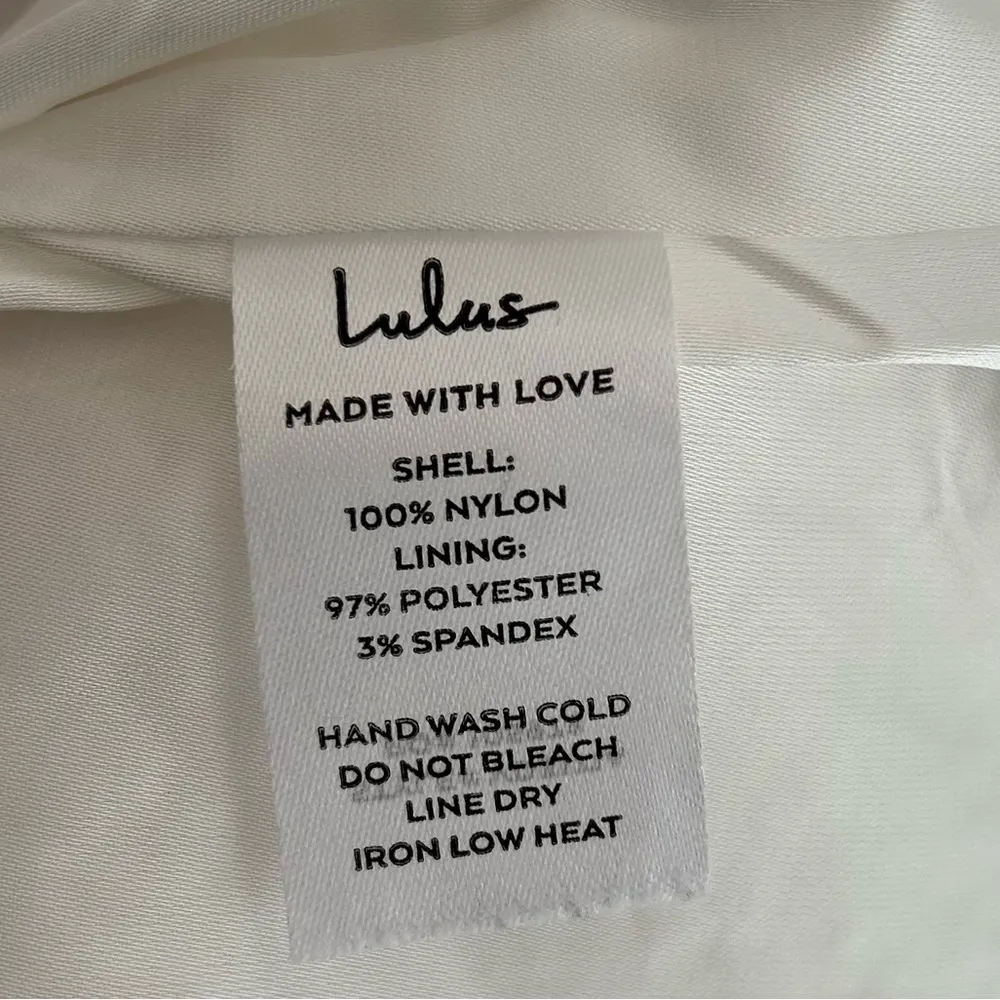 Lulus
MADE WITH LOVE
SHELL:
100% NYLON
LINING:
97% POLYESTER
3% SPANDEX
HAND WASH COLD
DO NOT BLEACH
LINE DRY
IRON LOW HEAT